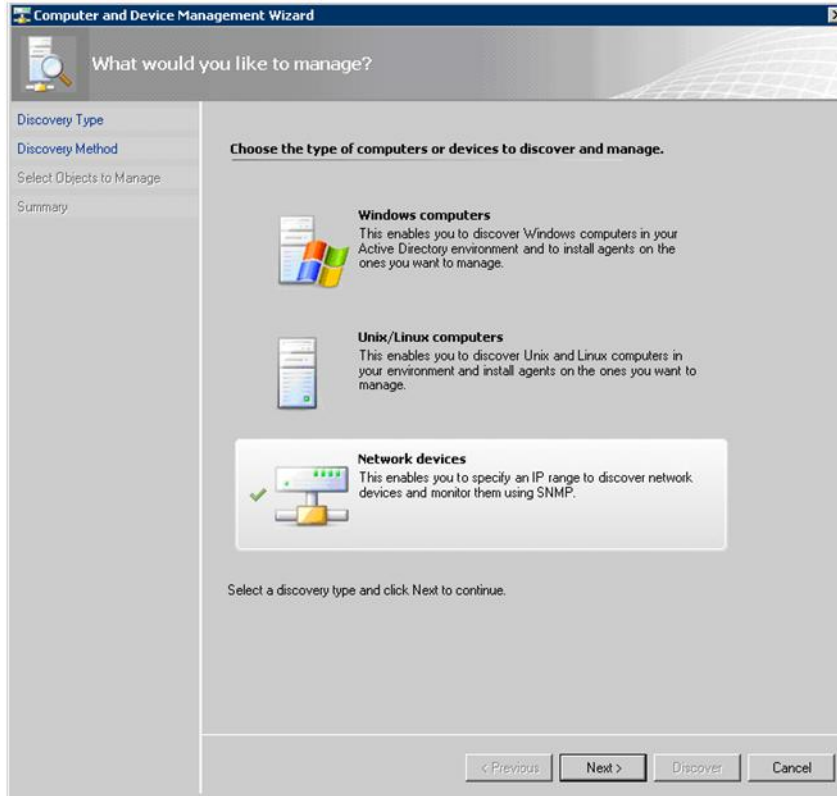 Computer and Device Management Wizard
What would you like to manage?
Discovery Type
Discovery Method
Select Objects to Manage
Summary
Choose the type of computers or devices to discover and manage.
Windows computers
This enables you to discover Windows computers in your
Active Directory environment and to install agents on the
ones you want to manage.
Unix/Linux computers
This enables you to discover Unix and Linux computers in
your environment and install agents on the ones you want to
manage.
Network devices
This enables you to specify an IP range to discover network
devices and monitor them using SNMP.
Select a discovery type and click Next to continue.
< Previous
Next >
Discover
Cancel